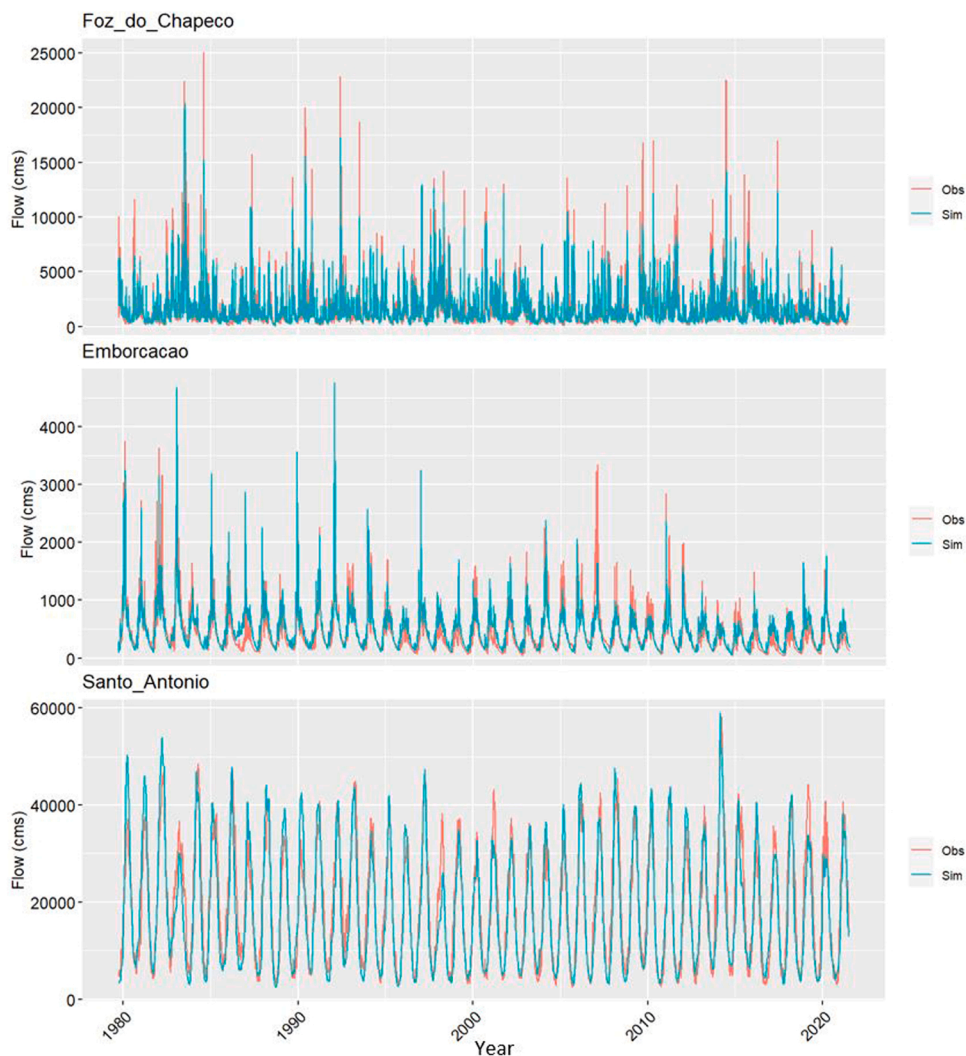 Foz_do_Chapeco
25000
20000
15000
10000
5000
0
Flow (cms)
Obs
Sim
Emborcacao
4000
3000
2000
1000
0
Flow (cms)
Obs
Sim
Santo_Antonio
60000
40000
20000
0
Flow (cms)
Obs
Sim
1980
1990
2000
2010
2020
Year